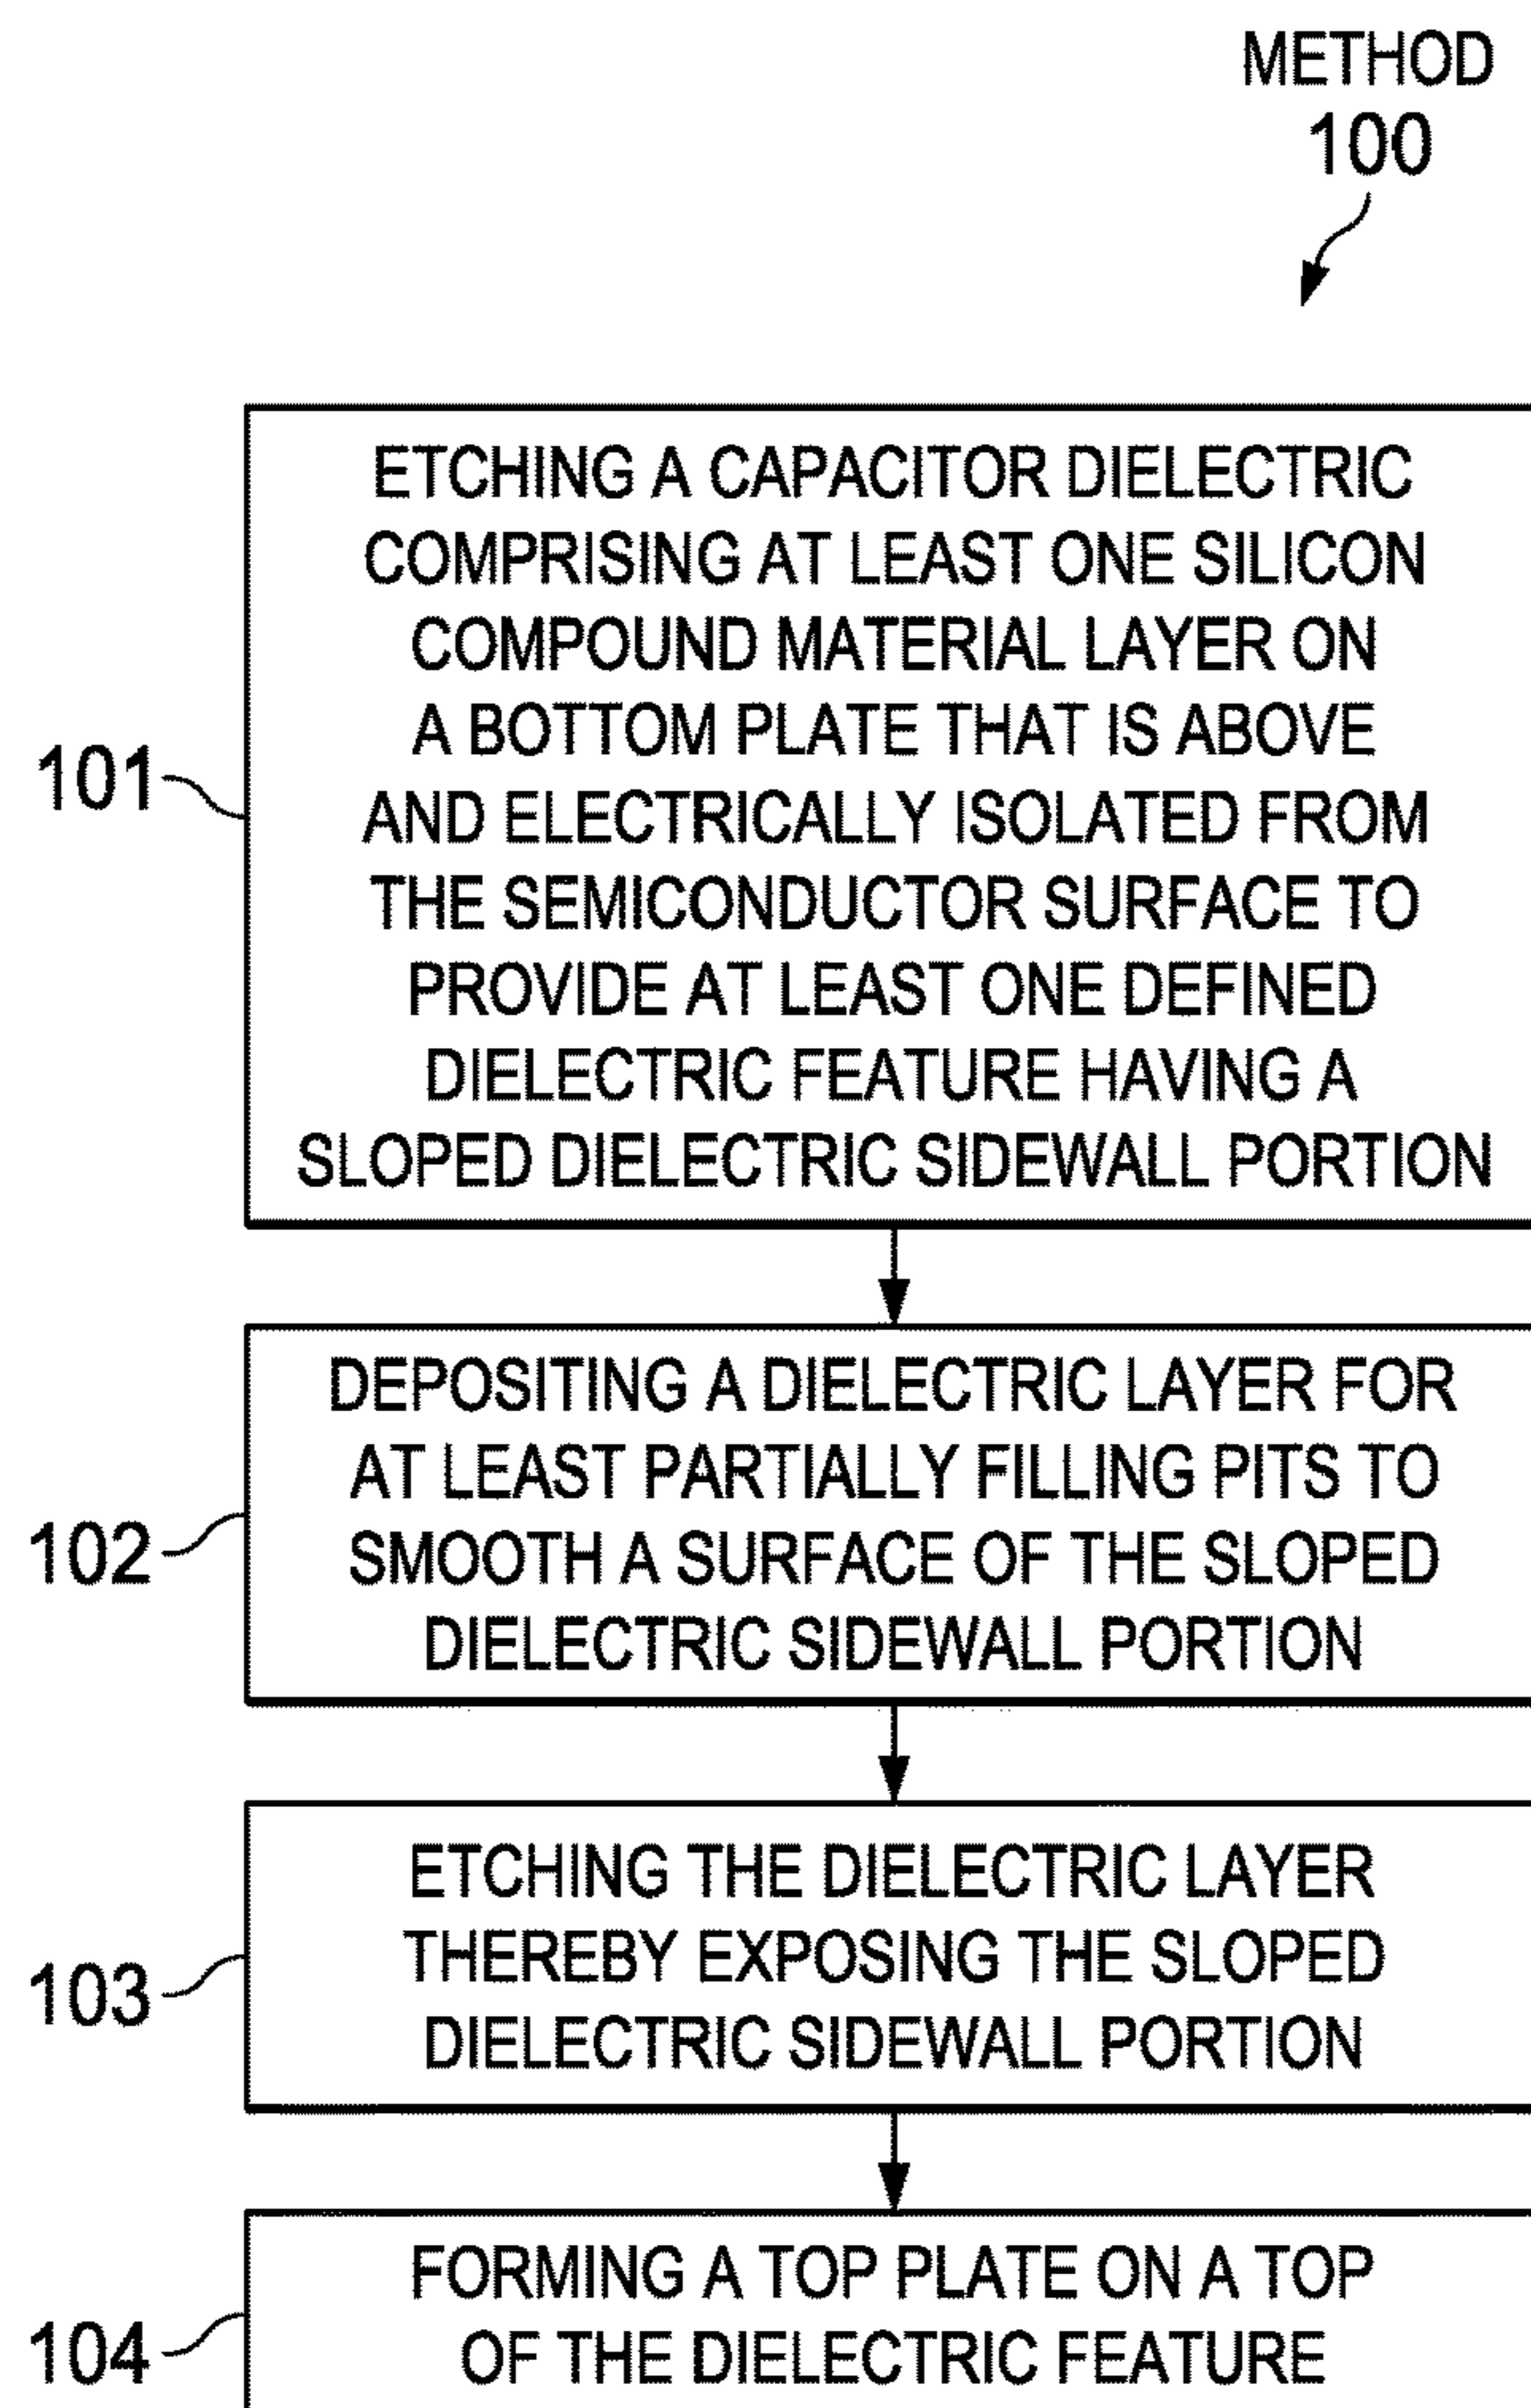 METHOD
100
ETCHING A CAPACITOR DIELECTRIC
COMPRISING AT LEAST ONE SILICON
COMPOUND MATERIAL LAYER ON
A BOTTOM PLATE THAT IS ABOVE
AND ELECTRICALLY ISOLATED FROM
THE SEMICONDUCTOR SURFACE TO
PROVIDE AT LEAST ONE DEFINED
DIELECTRIC FEATURE HAVING A
SLOPED DIELECTRIC SIDEWALL PORTION
101
DEPOSITING A DIELECTRIC LAYER FOR
AT LEAST PARTIALLY FILLING PITS TO
SMOOTH A SURFACE OF THE SLOPED
DIELECTRIC SIDEWALL PORTION
102
ETCHING THE DIELECTRIC LAYER
THEREBY EXPOSING THE SLOPED
DIELECTRIC SIDEWALL PORTION
103
FORMING A TOP PLATE ON A TOP
OF THE DIELECTRIC FEATURE
104